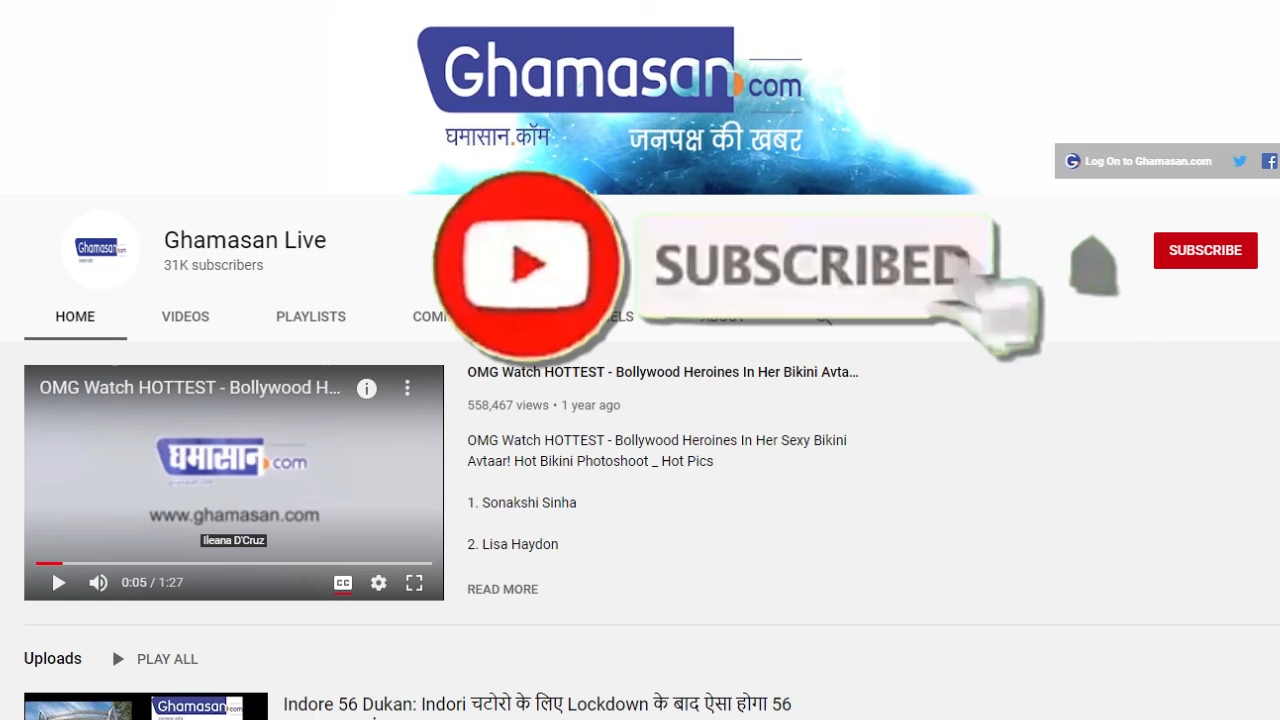 Ghamasan.com
घमासान.कॉम
जनपक्ष की खबर
Log On to Ghamasan.com
Ghamasan Live
31K subscribers
SUBSCRIBED
SUBSCRIBE
HOME
VIDEOS
PLAYLISTS
OMG Watch HOTTEST - Bollywood H...
घमासान.com
www.ghamasan.com
Ileana D'Cruz
0:05 / 1:27
CC
OMG Watch HOTTEST - Bollywood Heroines In Her Bikini Avta...
558,467 views • 1 year ago
OMG Watch HOTTEST - Bollywood Heroines In Her Sexy Bikini
Avtaar! Hot Bikini Photoshoot _ Hot Pics
1. Sonakshi Sinha
2. Lisa Haydon
READ MORE
Uploads
PLAY ALL
Ghamasan.com
Indore 56 Dukan: Indori चटोरो के लिए Lockdown के बाद ऐसा होगा 56